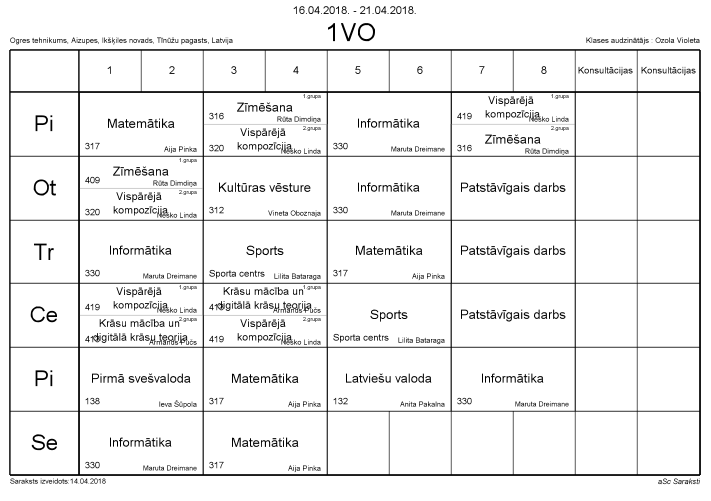 16.04.2018. - 21.04.2018.
1VO
Ogres tehnikums, Aizupes, Ikšķiles novads, Tīnūžu pagasts, Latvija
Klases audzinātājs : Ozola Violeta
1 2 3 4 5 6 7 8 Konsultācijas Konsultācijas
Pi
Matemātika
317 Aija Pinka
1.grupa
Zīmēšana
316 Rūta Dimdiņa
2.grupa
Vispārējā
kompozīcija
320 Nesko Linda
Informātika
330 Maruta Dreimane
1.grupa
Vispārējā
kompozīcija
419 Nesko Linda
2.grupa
Zīmēšana
316 Rūta Dimdiņa
Ot
1.grupa
Zīmēšana
409 Rūta Dimdiņa
2.grupa
Vispārējā
kompozīcija
320 Nesko Linda
Kultūras vēsture
312 Vineta Oboznaja
Informātika
330 Maruta Dreimane
Patstāvīgais darbs
Tr
Informātika
330 Maruta Dreimane
Sports
Sporta centrs Lilita Bataraga
Matemātika
317 Aija Pinka
Patstāvīgais darbs
Ce
1.grupa
Vispārējā
kompozīcija
419 Nesko Linda
2.grupa
Krāsu mācība un
digitālā krāsu teorija
413 Armands Pučs
1.grupa
Krāsu mācība un
digitālā krāsu teorija
413 Armands Pučs
2.grupa
Vispārējā
kompozīcija
419 Nesko Linda
Sports
Sporta centrs Lilita Bataraga
Patstāvīgais darbs
Pi
Pirmā svešvaloda
138 Ieva Šūpola
Matemātika
317 Aija Pinka
Latviešu valoda
132 Anita Pakalna
Informātika
330 Maruta Dreimane
Se
Informātika
330 Maruta Dreimane
Matemātika
317 Aija Pinka
Saraksts izveidots:14.04.2018
aSc Saraksti